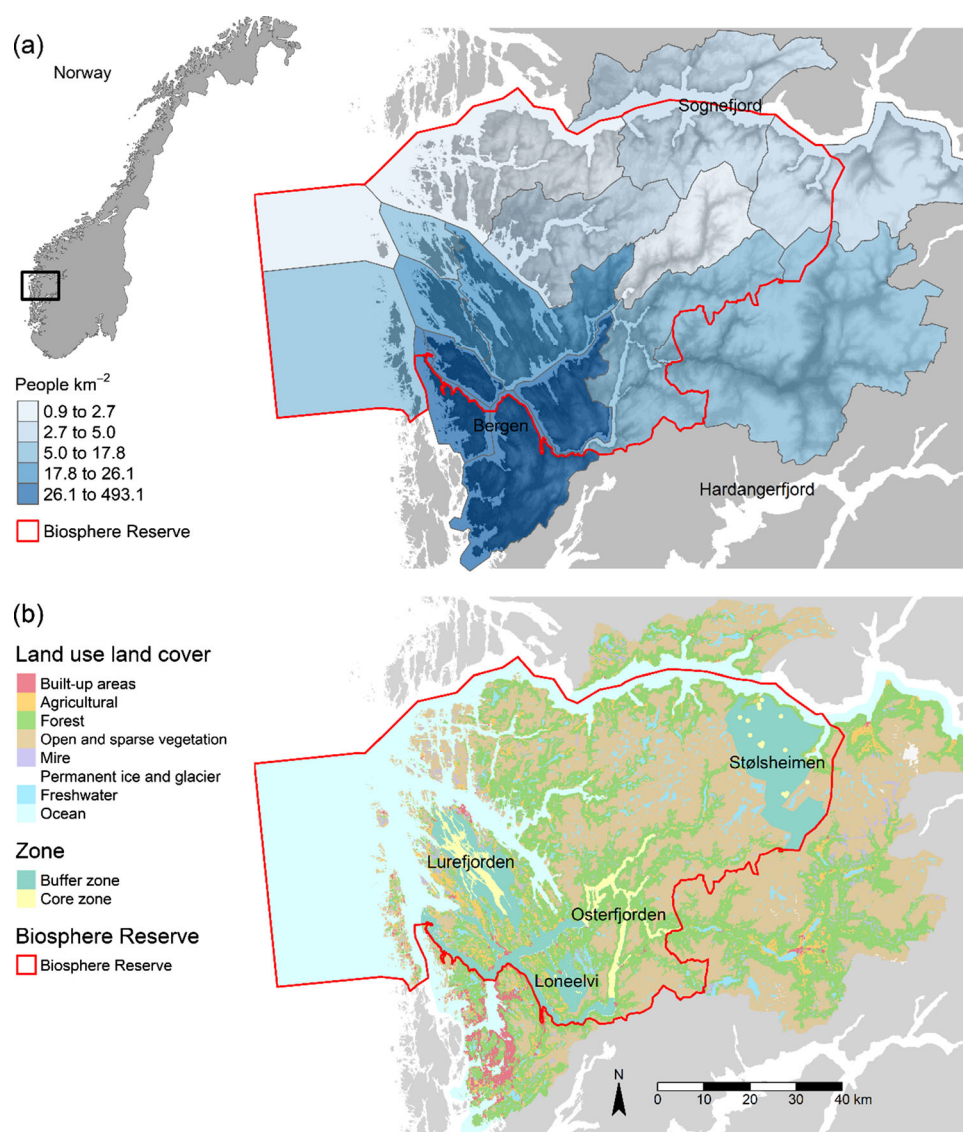 (a)
Norway
Sognefjord
Bergen
Hardangerfjord
People km⁻²
0.9 to 2.7
2.7 to 5.0
5.0 to 17.8
17.8 to 26.1
26.1 to 493.1
Biosphere Reserve
(b)
Land use land cover
Built-up areas
Agricultural
Forest
Open and sparse vegetation
Mire
Permanent ice and glacier
Freshwater
Ocean
Zone
Buffer zone
Core zone
Biosphere Reserve
Biosphere Reserve
Stølsheimen
Lurefjorden
Osterfjorden
Loneelvi
N
0 10 20 30 40 km